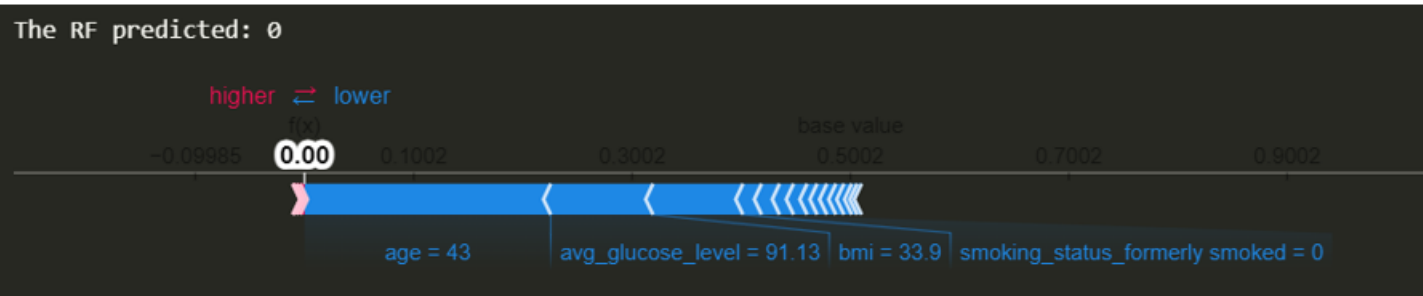 The RF predicted: 0
higher ⇄ lower
f(x) base value
−0.09985 0.00 0.1002 0.3002 0.5002 0.7002 0.9002
age = 43 avg_glucose_level = 91.13 bmi = 33.9 smoking_status_formerly smoked = 0